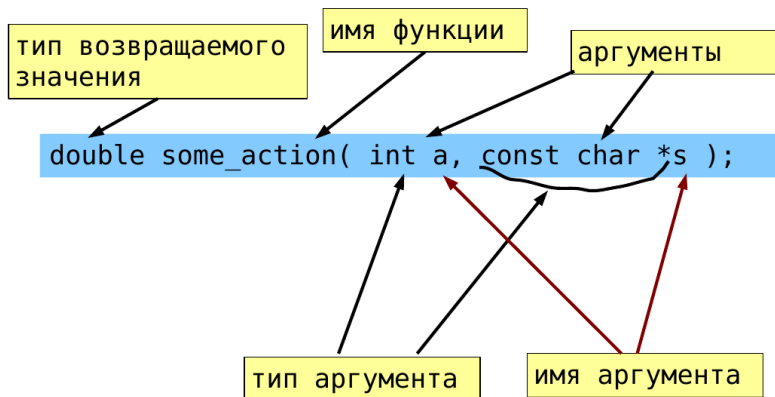 тип возвращаемого
значения
имя функции
аргументы
double some_action( int a, const char *s );
тип аргумента
имя аргумента